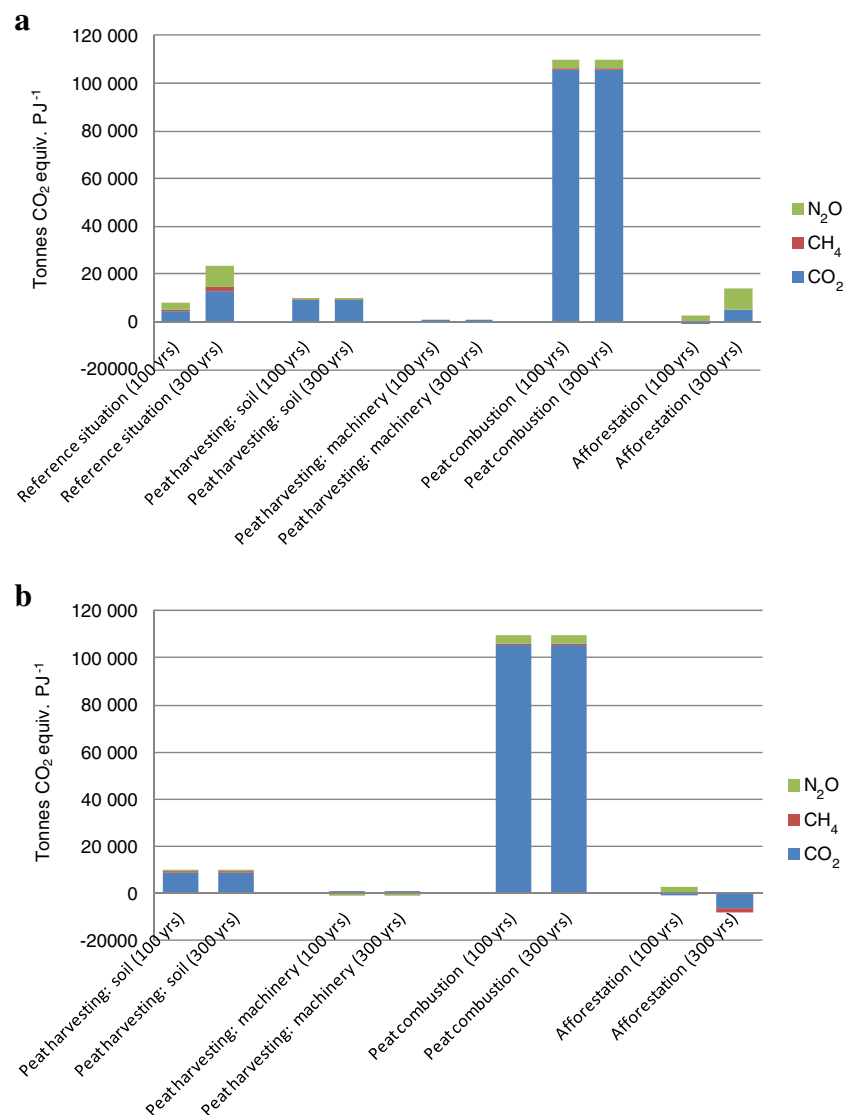 a
Tonnes CO₂ equiv. PJ⁻¹
120 000
100 000
80 000
60 000
40 000
20 000
0
-20000
Reference situation (100 yrs)
Reference situation (300 yrs)
Peat harvesting: soil (100 yrs)
Peat harvesting: soil (300 yrs)
Peat harvesting: machinery (100 yrs)
Peat harvesting: machinery (300 yrs)
Peat combustion (100 yrs)
Peat combustion (300 yrs)
Afforestation (100 yrs)
Afforestation (300 yrs)
N₂O
CH₄
CO₂
b
Tonnes CO₂ equiv. PJ⁻¹
120 000
100 000
80 000
60 000
40 000
20 000
0
-20000
Peat harvesting: soil (100 yrs)
Peat harvesting: soil (300 yrs)
Peat harvesting: machinery (100 yrs)
Peat harvesting: machinery (300 yrs)
Peat combustion (100 yrs)
Peat combustion (300 yrs)
Afforestation (100 yrs)
Afforestation (300 yrs)
N₂O
CH₄
CO₂